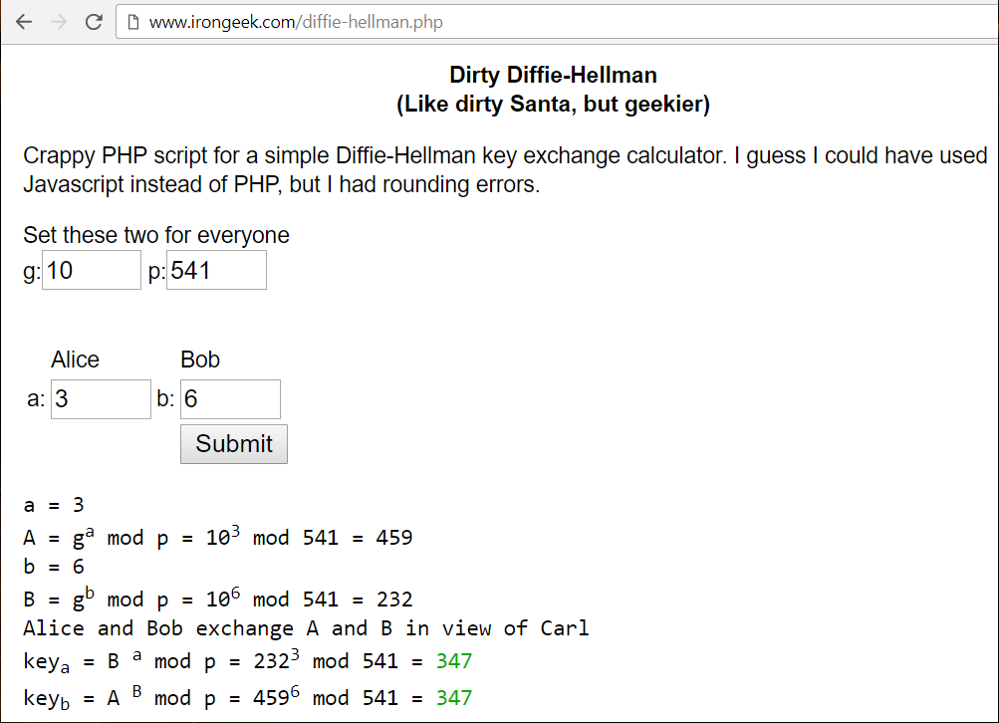 www.irongeek.com/diffie-hellman.php
Dirty Diffie-Hellman
(Like dirty Santa, but geekier)
Crappy PHP script for a simple Diffie-Hellman key exchange calculator. I guess I could have used
Javascript instead of PHP, but I had rounding errors.
Set these two for everyone
g: 10 p: 541
Alice Bob
a: 3 b: 6
Submit
a = 3
A = g^a mod p = 10^3 mod 541 = 459
b = 6
B = g^b mod p = 10^6 mod 541 = 232
Alice and Bob exchange A and B in view of Carl
key_a = B ^a mod p = 232^3 mod 541 = 347
key_b = A ^B mod p = 459^6 mod 541 = 347